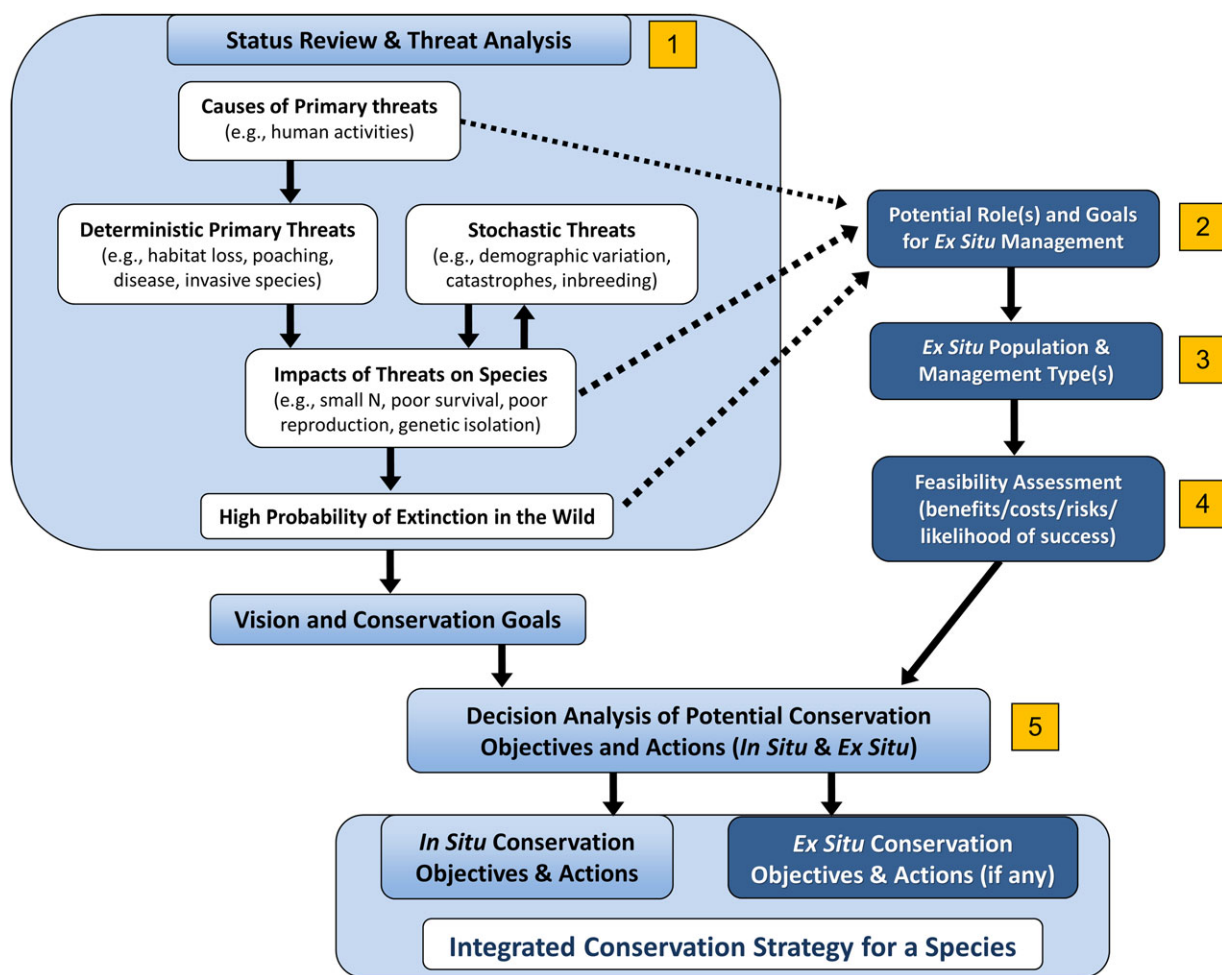 Status Review & Threat Analysis
1
Causes of Primary threats
(e.g., human activities)
Deterministic Primary Threats
(e.g., habitat loss, poaching,
disease, invasive species)
Stochastic Threats
(e.g., demographic variation,
catastrophes, inbreeding)
Impacts of Threats on Species
(e.g., small N, poor survival, poor
reproduction, genetic isolation)
High Probability of Extinction in the Wild
Potential Role(s) and Goals
for Ex Situ Management
2
Ex Situ Population &
Management Type(s)
3
Feasibility Assessment
(benefits/costs/risks/
likelihood of success)
4
Vision and Conservation Goals
Decision Analysis of Potential Conservation
Objectives and Actions (In Situ & Ex Situ)
5
In Situ Conservation
Objectives & Actions
Ex Situ Conservation
Objectives & Actions (if any)
Integrated Conservation Strategy for a Species